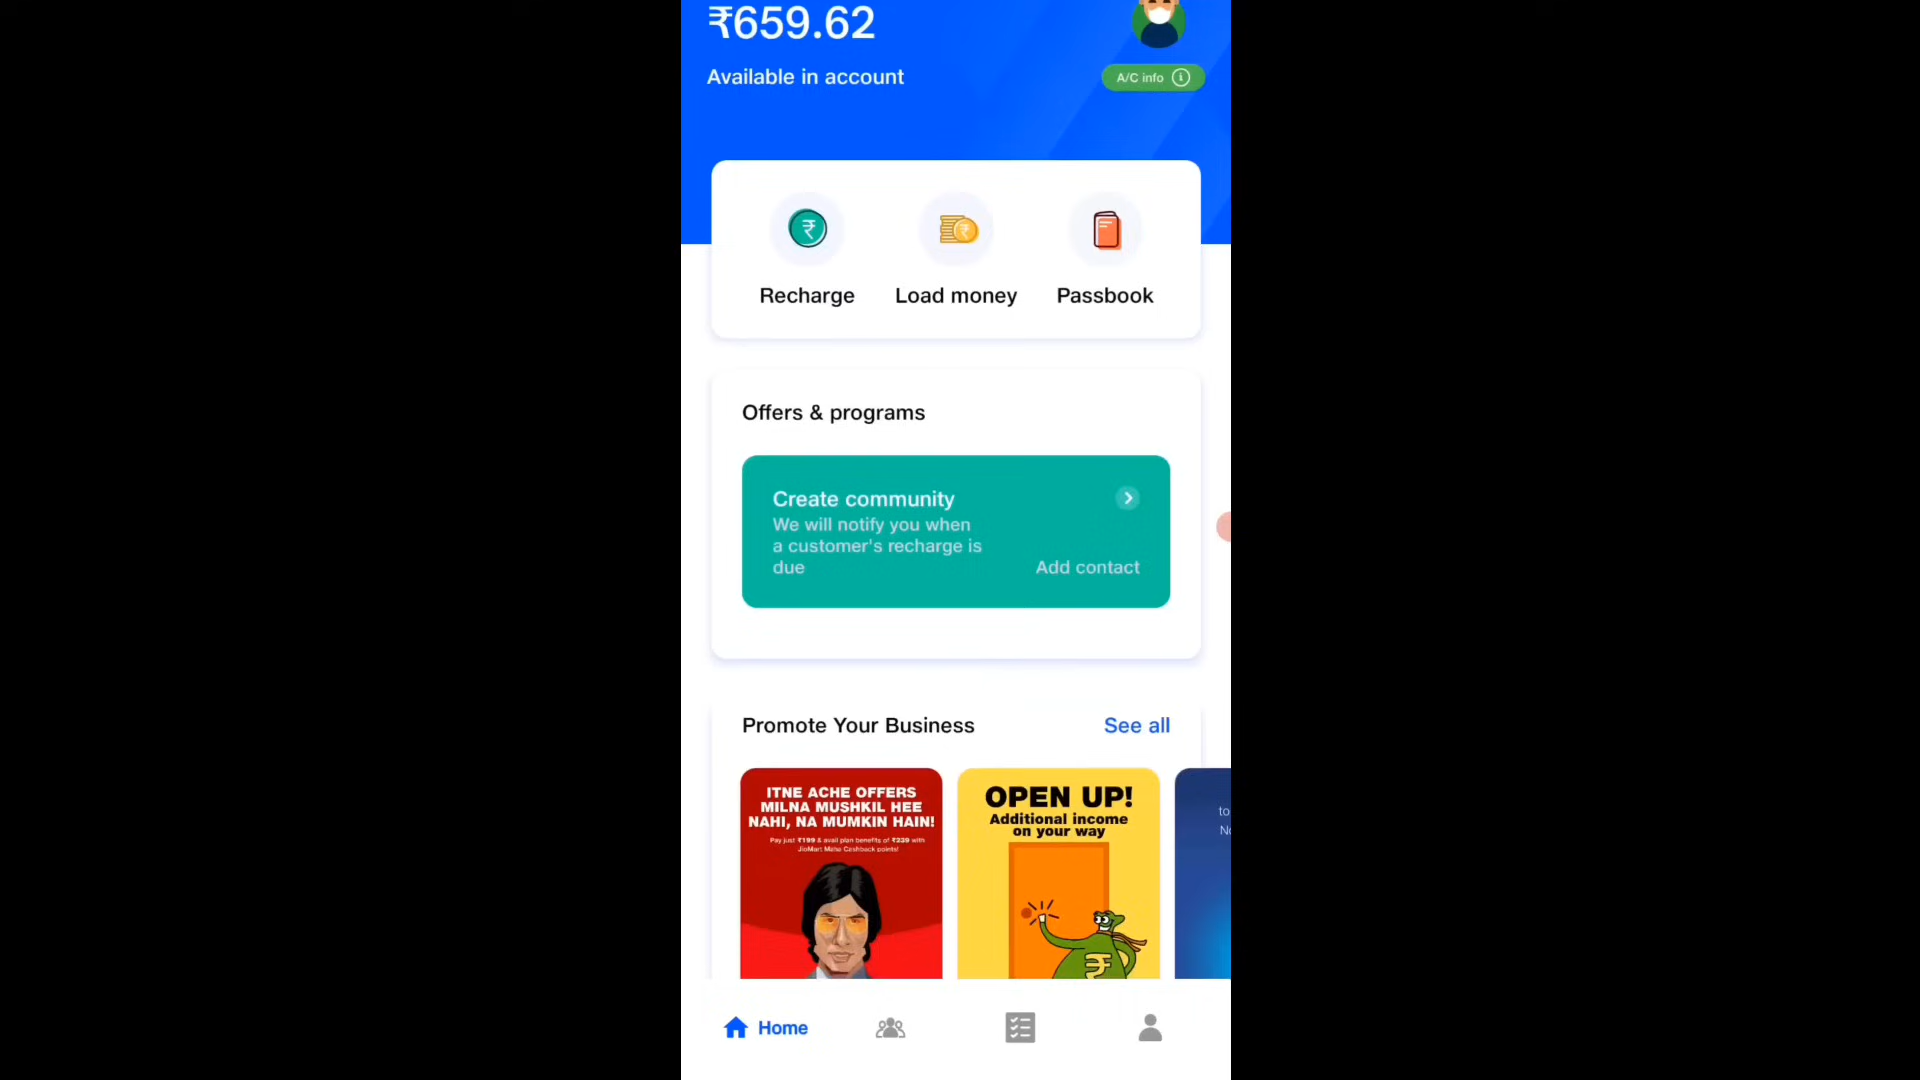 ₹659.62
Available in account
A/C info
Recharge
Load money
Passbook
Offers & programs
Create community
We will notify you when
a customer's recharge is
due
Add contact
Promote Your Business
See all
ITNE ACHE OFFERS
MILNA MUSHKIL HEE
NAHI, NA MUMKIN HAIN!
Pay just ₹199 & avail plan benefits of ₹239 with
JioMart Maha Cashback points!
OPEN UP!
Additional income
on your way
₹
to
No
Home